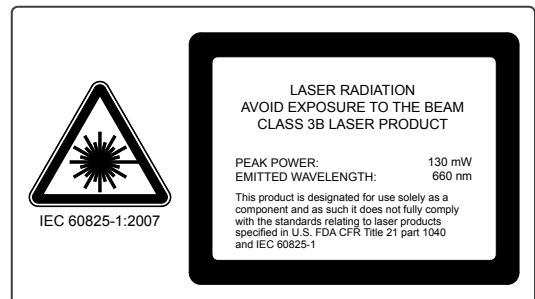 LASER RADIATION
AVOID EXPOSURE TO THE BEAM
CLASS 3B LASER PRODUCT
PEAK POWER: 130 mW
EMITTED WAVELENGTH: 660 nm
This product is designated for use solely as a
component and as such it does not fully comply
with the standards relating to laser products
specified in U.S. FDA CFR Title 21 part 1040
and IEC 60825-1
IEC 60825-1:2007